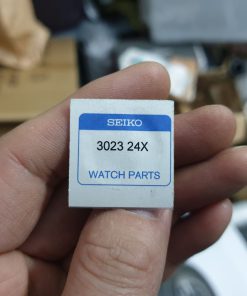 SEIKO
3023 24X
WATCH PARTS